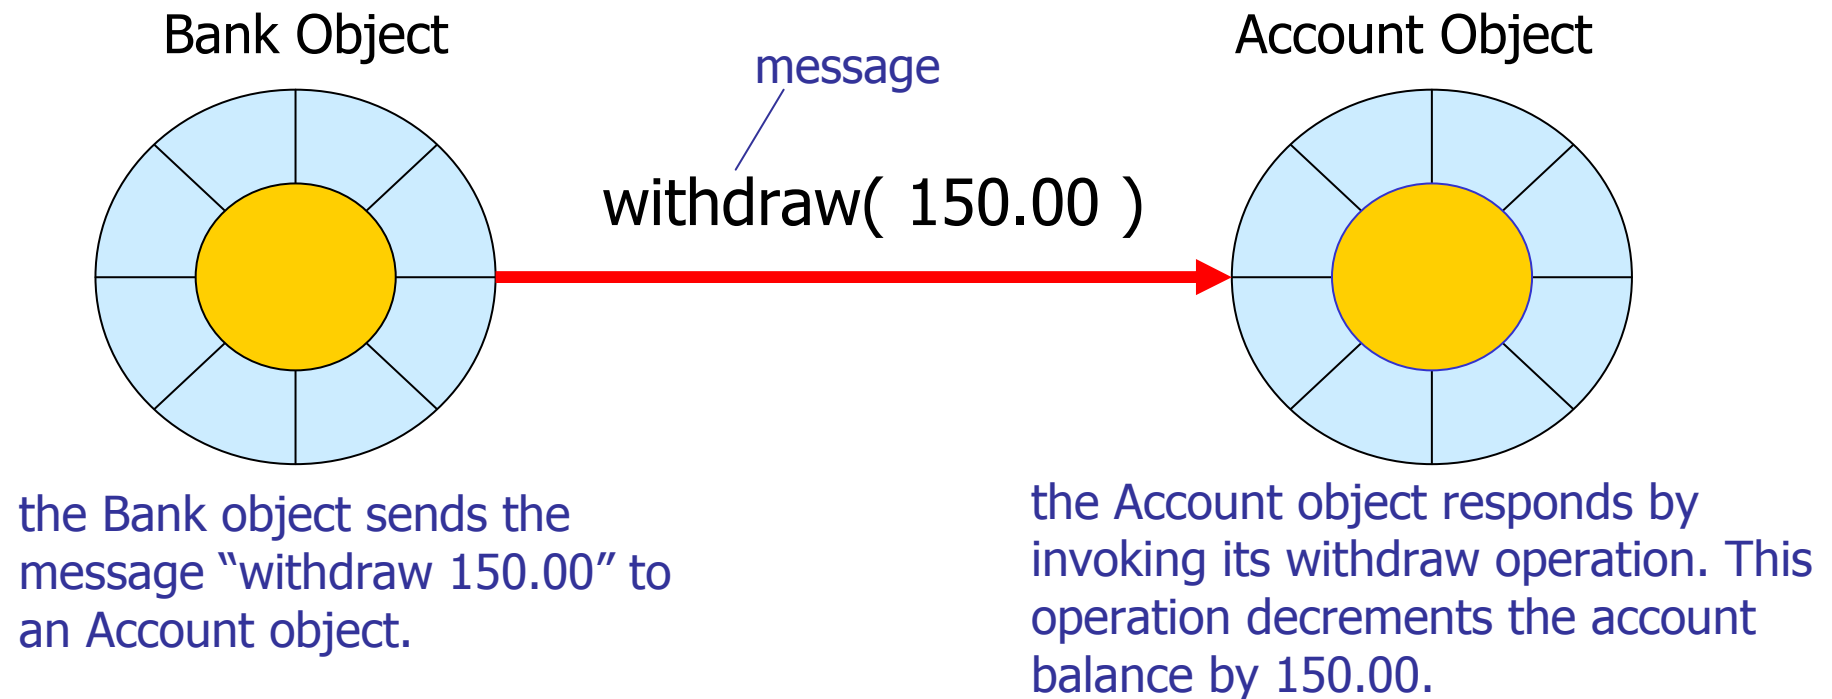 Bank Object
Account Object
message
withdraw( 150.00 )
the Bank object sends the
message “withdraw 150.00” to
an Account object.
the Account object responds by
invoking its withdraw operation. This
operation decrements the account
balance by 150.00.